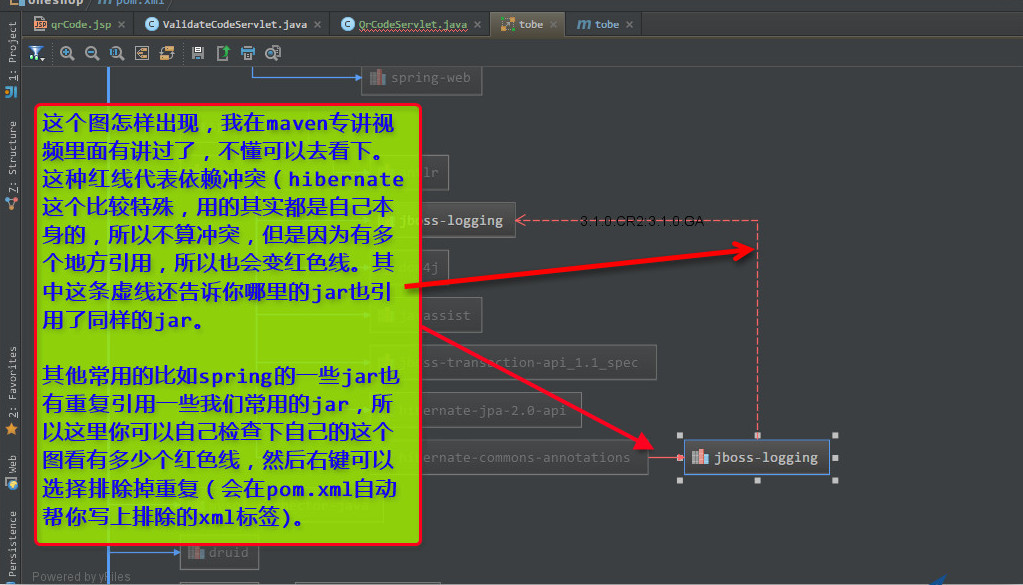 oneshop
pom.xml
qrCode.jsp
ValidateCodeServlet.java
QrCodeServlet.java
tobe
tobe
1: Project
Z: Structure
2: Favorites
Web
Persistence
spring-web
这个图怎样出现，我在maven专讲视
频里面有讲过了，不懂可以去看下。
这种红线代表依赖冲突（hibernate
这个比较特殊，用的其实都是自己本
身的，所以不算冲突，但是因为有多
个地方引用，所以也会变红色线。其
中这条虚线还告诉你哪里的jar也引
用了同样的jar。
其他常用的比如spring的一些jar也
有重复引用一些我们常用的jar，所
以这里你可以自己检查下自己的这个
图看有多少个红色线，然后右键可以
选择排除掉重复（会在pom.xml自动
帮你写上排除的xml标签)。
jboss-logging
3.1.0.CR2:3.1.0.GA
4j
assist
ss-transaction-api_1.1_spec
ibernate-jpa-2.0-api
ernate-commons-annotations
jboss-logging
druid
Powered by yFiles